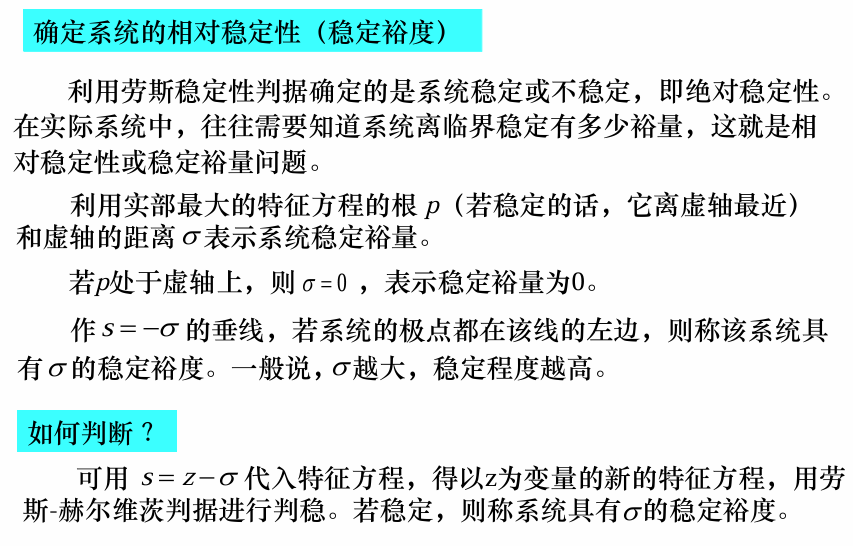 确定系统的相对稳定性（稳定裕度）
利用劳斯稳定性判据确定的是系统稳定或不稳定，即绝对稳定性。
在实际系统中，往往需要知道系统离临界稳定有多少裕量，这就是相
对稳定性或稳定裕量问题。
利用实部最大的特征方程的根 p（若稳定的话，它离虚轴最近）
和虚轴的距离 σ 表示系统稳定裕量。
若p处于虚轴上，则 σ = 0 ，表示稳定裕量为0。
作 s = −σ 的垂线，若系统的极点都在该线的左边，则称该系统具
有 σ 的稳定裕度。一般说，σ 越大，稳定程度越高。
如何判断？
可用 s = z − σ 代入特征方程，得以z为变量的新的特征方程，用劳
斯-赫尔维茨判据进行判稳。若稳定，则称系统具有σ的稳定裕度。